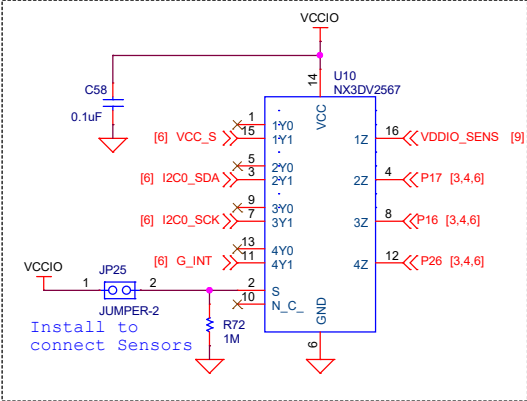 VCCIO
C58
0.1uF
U10
NX3DV2567
14
VCC
1 1Y0
[6] VCC_S 15 1Y1
1Z 16 VDDIO_SENS [9]
5 2Y0
[6] I2C0_SDA 3 2Y1
2Z 4 P17 [3,4,6]
9 3Y0
[6] I2C0_SCK 7 3Y1
3Z 8 P16 [3,4,6]
13 4Y0
[6] G_INT 11 4Y1
4Z 12 P26 [3,4,6]
VCCIO
JP25
1 2
JUMPER-2
2 S
10 N_C_
GND
6
R72
1M
Install to
connect Sensors